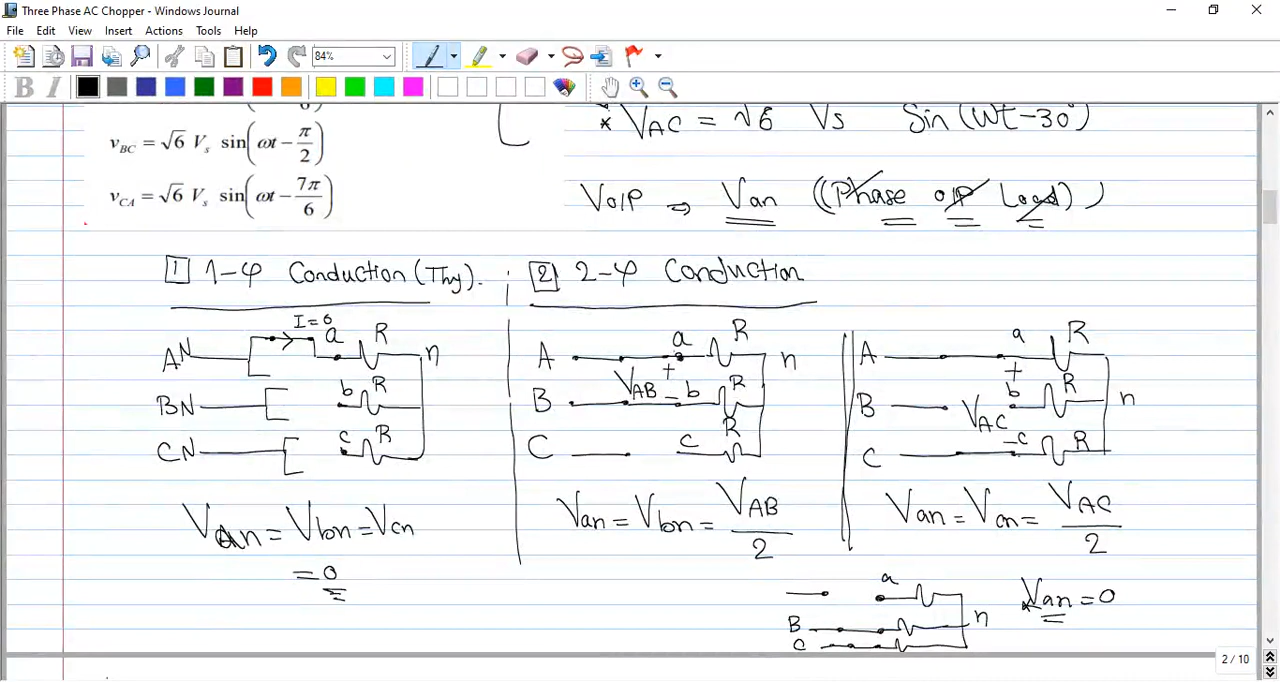 Three Phase AC Chopper - Windows Journal
File Edit View Insert Actions Tools Help
84%
B I
v_BC = √6 V_s sin(ωt − π/2)
v_CA = √6 V_s sin(ωt − 7π/6)
* VAC = √6 Vs Sin(Wt-30°)
Vo/P ⇒ Van ((Phase o/P Load))
1 1-φ Conduction (Thy). ; 2 2-φ Conduction
I=0
AN a R n
BN b R
CN c R
Van = Vbn = Vcn
= 0
A a R n
+
B VAB - b R
C c R
Van = Vbn = VAB/2
A a R
+
B b R n
VAC
C -c R
Van = Van = VAC/2
a
B n
C
Van = 0
2 / 10